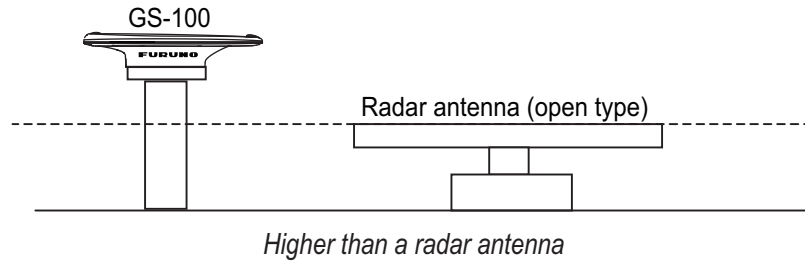 GS-100
FURUNO
Radar antenna (open type)
Higher than a radar antenna